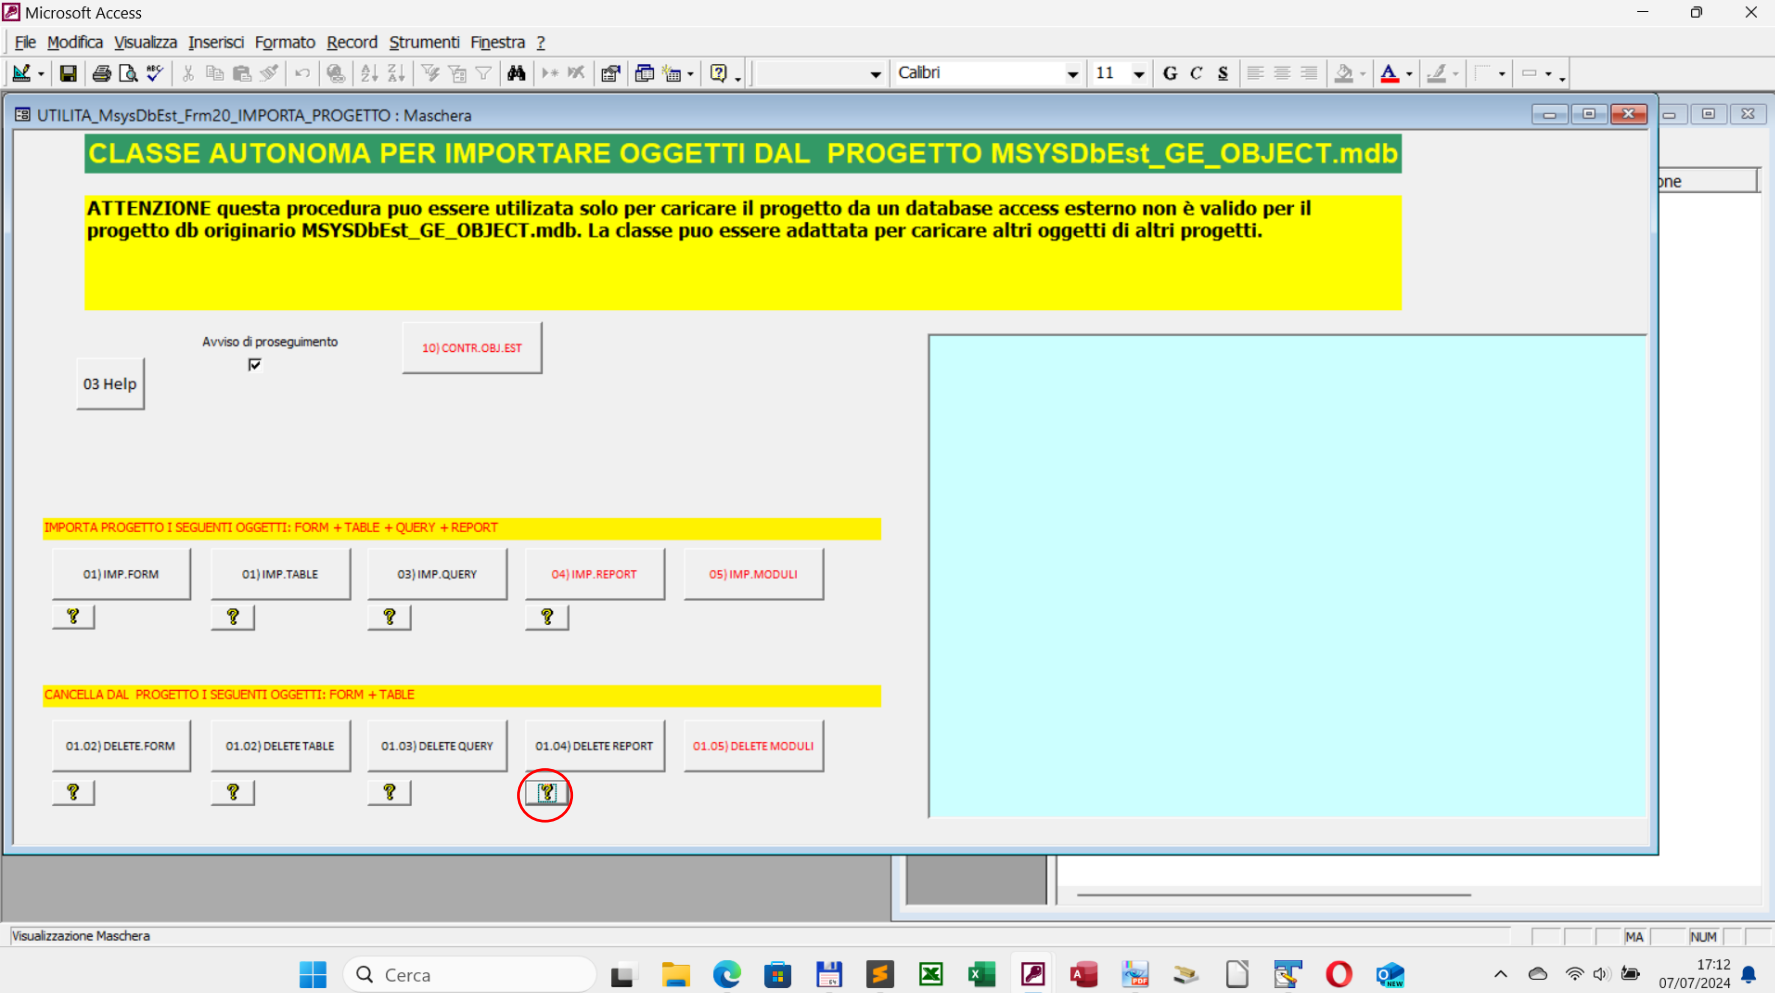 Microsoft Access
File Modifica Visualizza Inserisci Formato Record Strumenti Finestra ?
Calibri 11 G C S
UTILITA_MsysDbEst_Frm20_IMPORTA_PROGETTO : Maschera
CLASSE AUTONOMA PER IMPORTARE OGGETTI DAL PROGETTO MSYSDbEst_GE_OBJECT.mdb
one
ATTENZIONE questa procedura puo essere utilizata solo per caricare il progetto da un database access esterno non è valido per il
progetto db originario MSYSDbEst_GE_OBJECT.mdb. La classe puo essere adattata per caricare altri oggetti di altri progetti.
Avviso di proseguimento
10) CONTR.OBJ.EST
03 Help
IMPORTA PROGETTO I SEGUENTI OGGETTI: FORM + TABLE + QUERY + REPORT
01) IMP.FORM 01) IMP.TABLE 03) IMP.QUERY 04) IMP.REPORT 05) IMP.MODULI
? ? ? ?
CANCELLA DAL PROGETTO I SEGUENTI OGGETTI: FORM + TABLE
01.02) DELETE.FORM 01.02) DELETE TABLE 01.03) DELETE QUERY 01.04) DELETE REPORT 01.05) DELETE MODULI
? ? ? ?
Visualizzazione Maschera
MA NUM
Cerca
17:12
07/07/2024